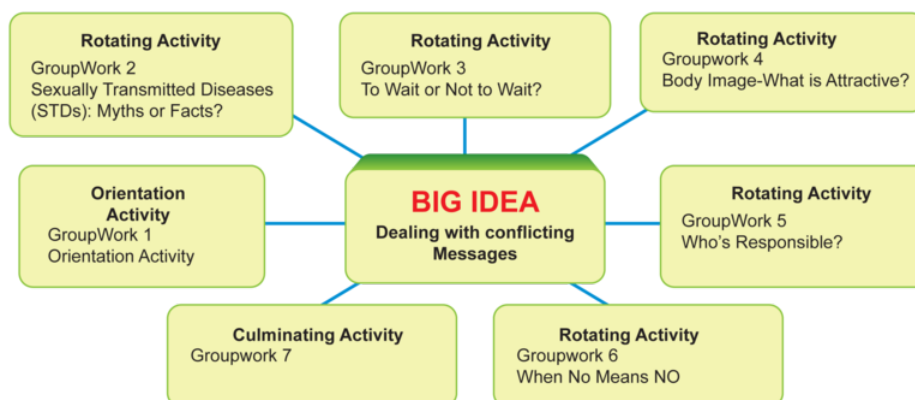 Rotating Activity
GroupWork 2
Sexually Transmitted Diseases
(STDs): Myths or Facts?
Rotating Activity
GroupWork 3
To Wait or Not to Wait?
Rotating Activity
Groupwork 4
Body Image-What is Attractive?
Orientation
Activity
GroupWork 1
Orientation Activity
BIG IDEA
Dealing with conflicting
Messages
Rotating Activity
GroupWork 5
Who's Responsible?
Culminating Activity
Groupwork 7
Rotating Activity
Groupwork 6
When No Means NO